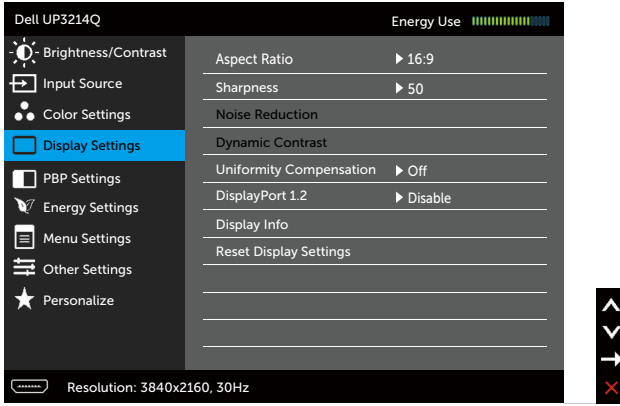 Dell UP3214Q
Energy Use
Brightness/Contrast
Input Source
Color Settings
Display Settings
PBP Settings
Energy Settings
Menu Settings
Other Settings
Personalize
Aspect Ratio 16:9
Sharpness 50
Noise Reduction
Dynamic Contrast
Uniformity Compensation Off
DisplayPort 1.2 Disable
Display Info
Reset Display Settings
Resolution: 3840x2160, 30Hz